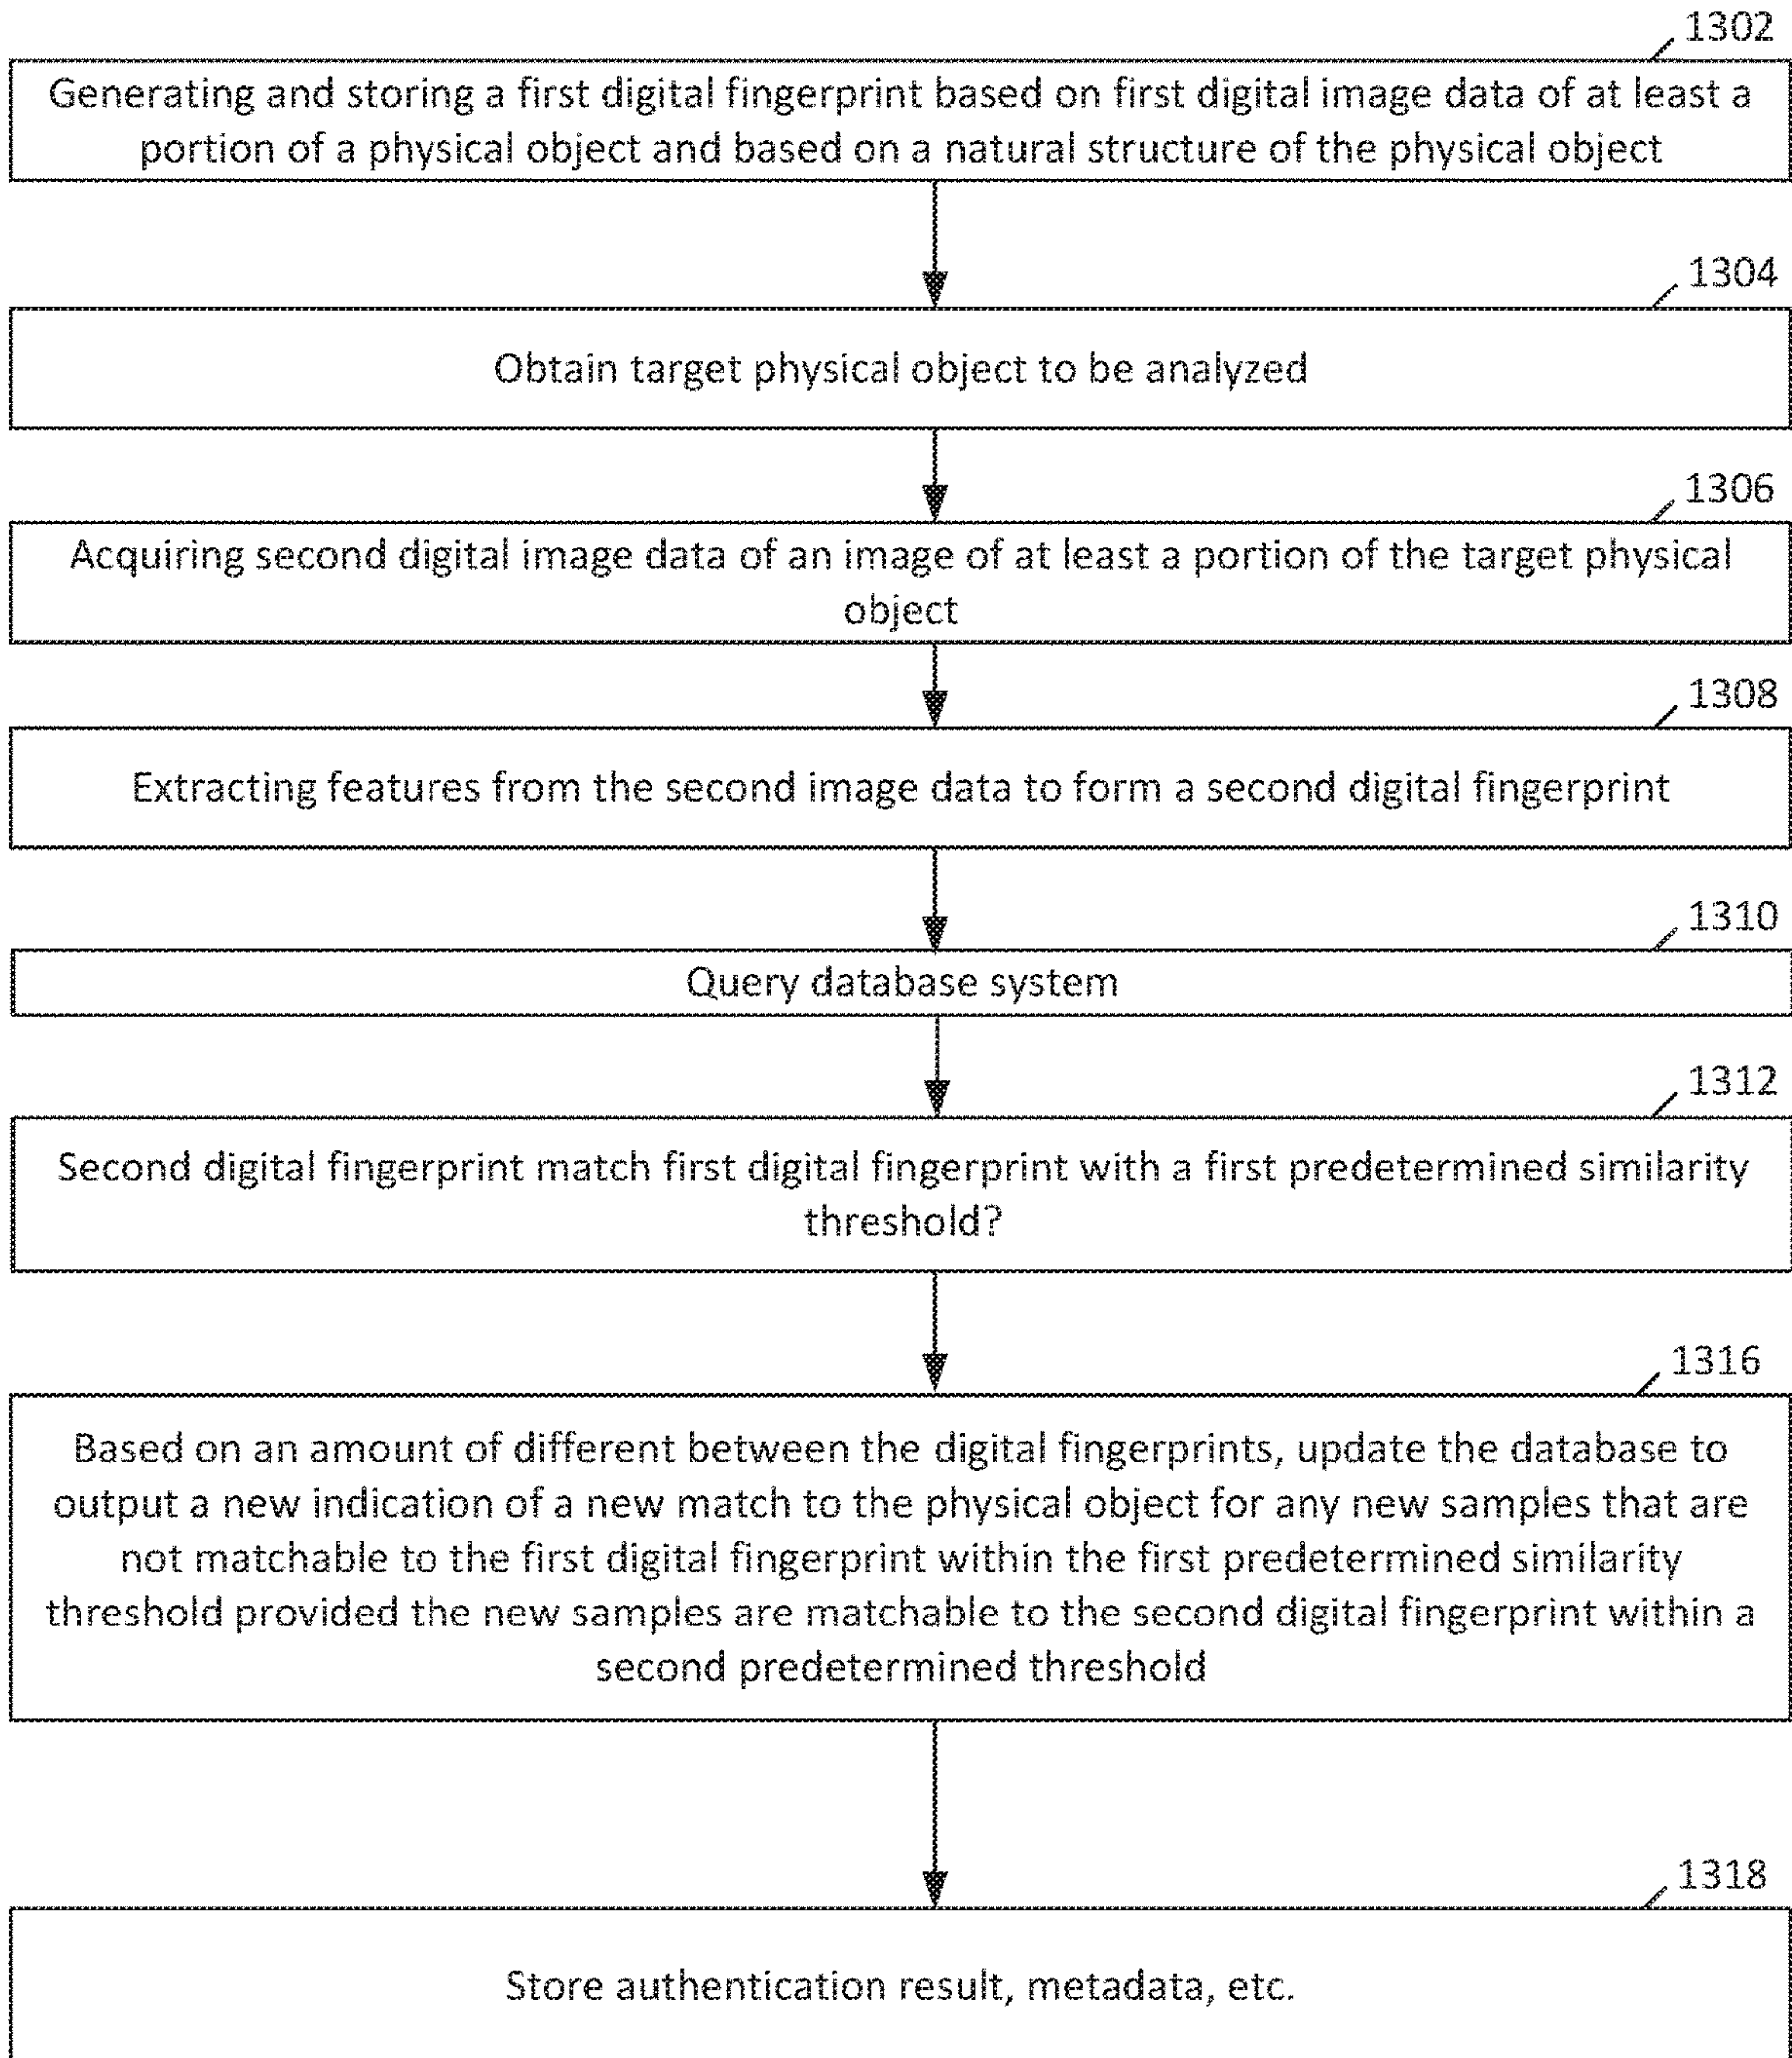 1302
Generating and storing a first digital fingerprint based on first digital image data of at least a
portion of a physical object and based on a natural structure of the physical object
1304
Obtain target physical object to be analyzed
1306
Acquiring second digital image data of an image of at least a portion of the target physical
object
1308
Extracting features from the second image data to form a second digital fingerprint
1310
Query database system
1312
Second digital fingerprint match first digital fingerprint with a first predetermined similarity
threshold?
1316
Based on an amount of different between the digital fingerprints, update the database to
output a new indication of a new match to the physical object for any new samples that are
not matchable to the first digital fingerprint within the first predetermined similarity
threshold provided the new samples are matchable to the second digital fingerprint within a
second predetermined threshold
1318
Store authentication result, metadata, etc.